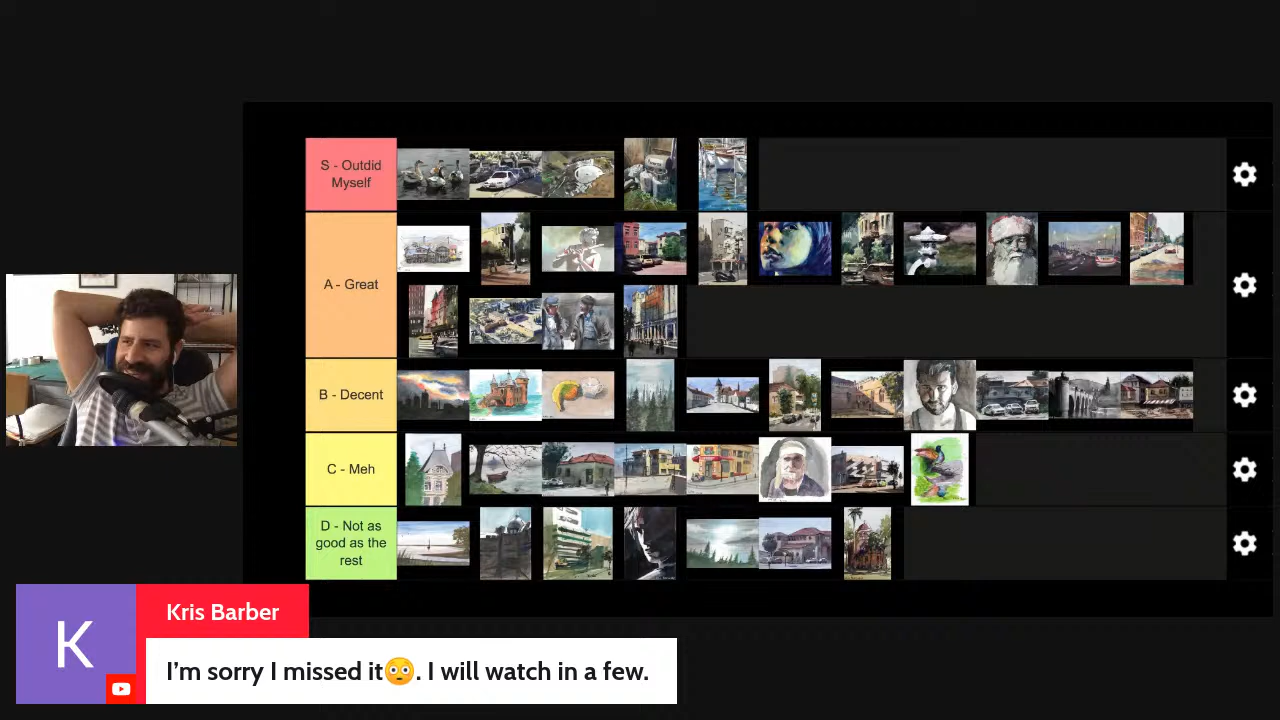 S - Outdid
Myself
A - Great
B - Decent
C - Meh
D - Not as
good as the
rest
K
Kris Barber
I'm sorry I missed it😳. I will watch in a few.